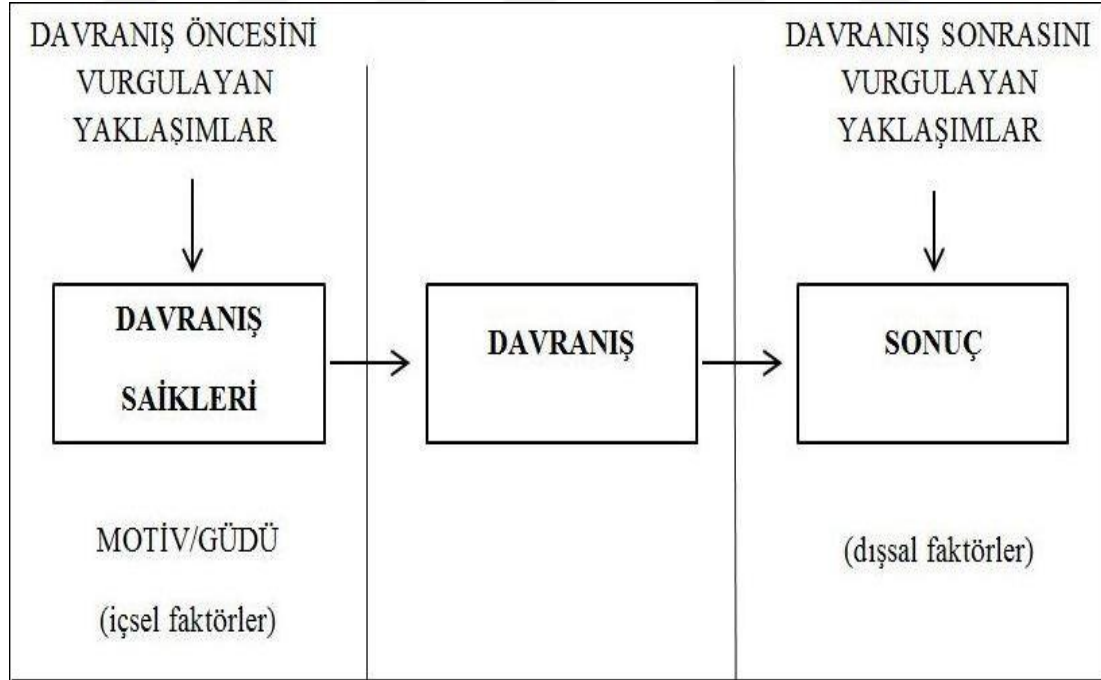 DAVRANIŞ ÖNCESİNİ
VURGULAYAN
YAKLAŞIMLAR
DAVRANIŞ
SAİKLERİ
MOTİV/GÜDÜ
(içsel faktörler)
DAVRANIŞ
DAVRANIŞ SONRASINI
VURGULAYAN
YAKLAŞIMLAR
SONUÇ
(dışsal faktörler)